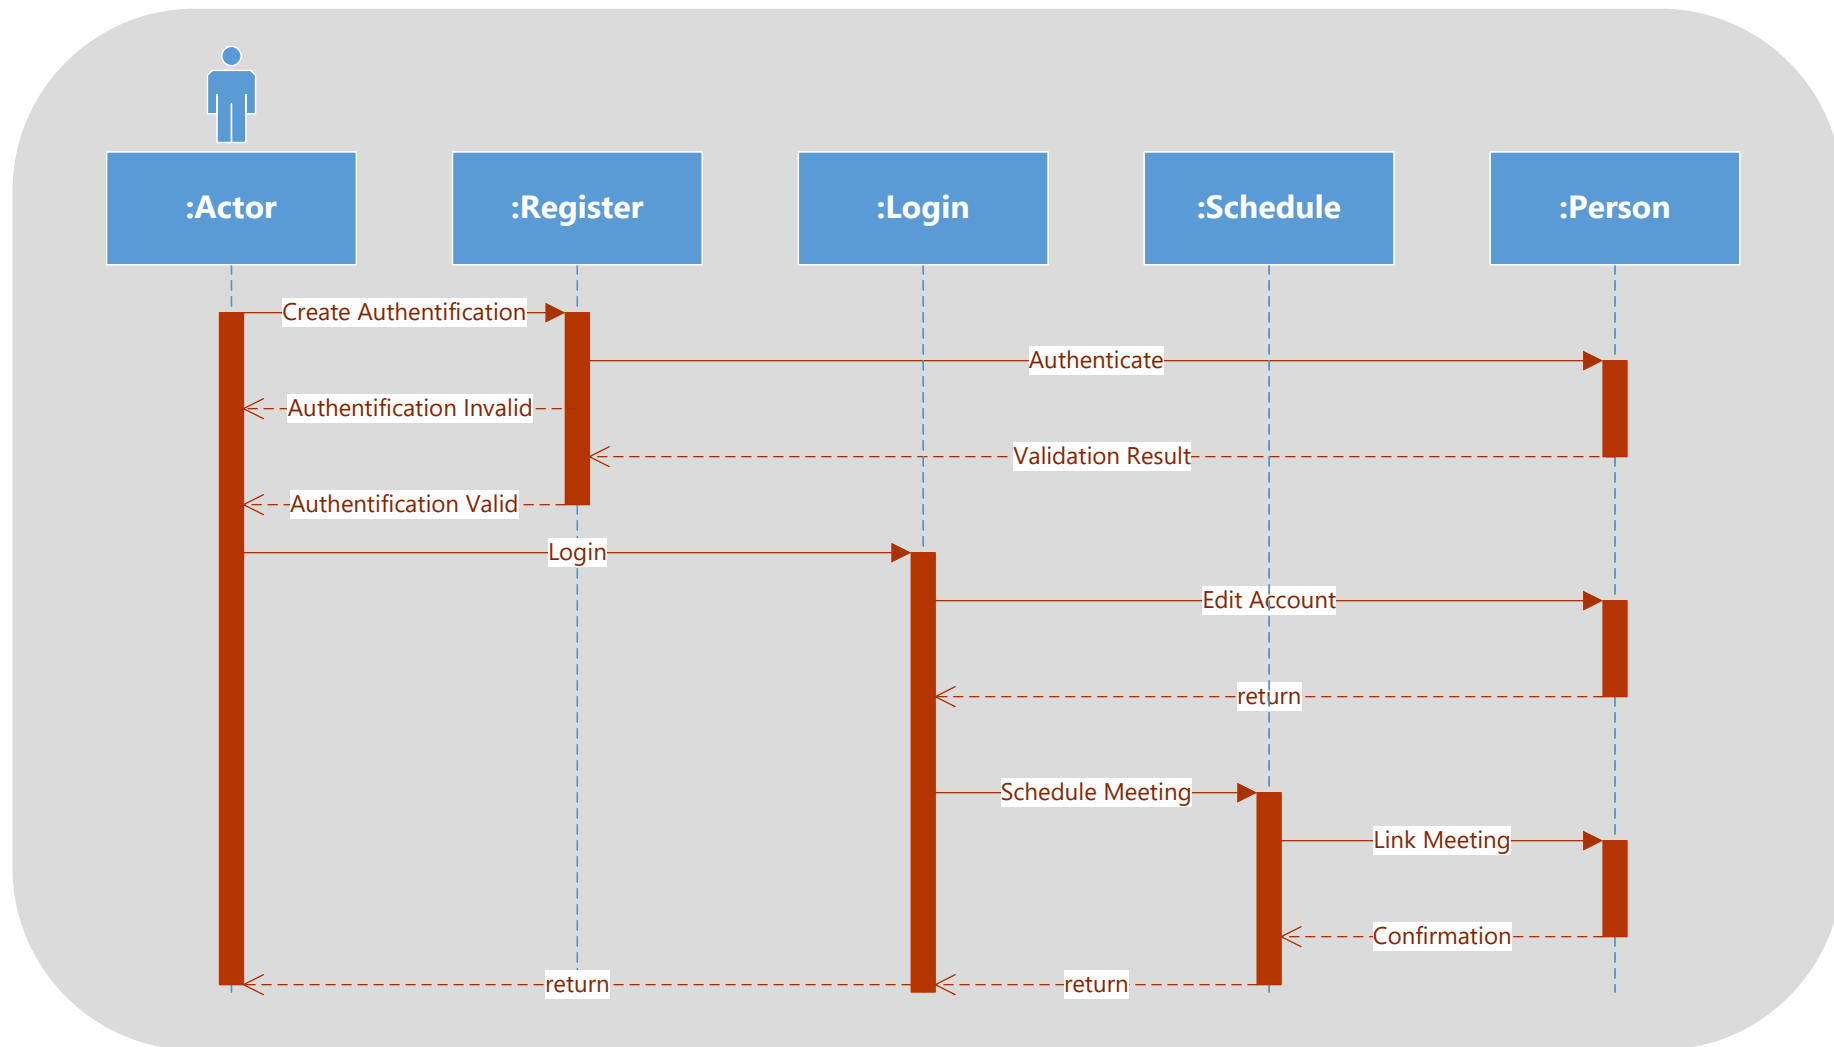 :Actor
:Register
:Login
:Schedule
:Person
Create Authentification
Authenticate
Authentification Invalid
Validation Result
Authentification Valid
Login
Edit Account
return
Schedule Meeting
Link Meeting
Confirmation
return
return